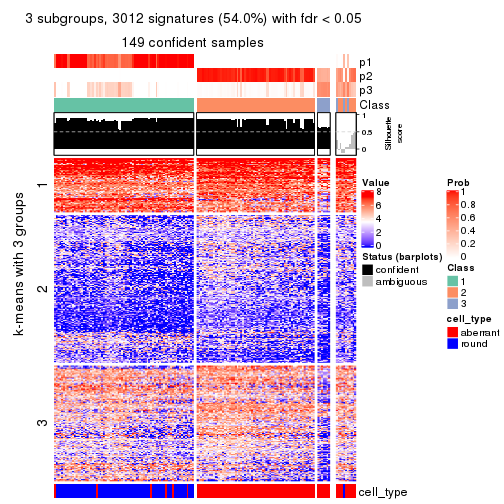 3 subgroups, 3012 signatures (54.0%) with fdr < 0.05
149 confident samples
p1
p2
p3
Class
1
0.5
0
Silhouette
score
k-means with 3 groups
1
2
3
Value
8
6
4
2
0
Status (barplots)
confident
ambiguous
Prob
1
0.8
0.6
0.4
0.2
0
Class
1
2
3
cell_type
aberrant
round
cell_type